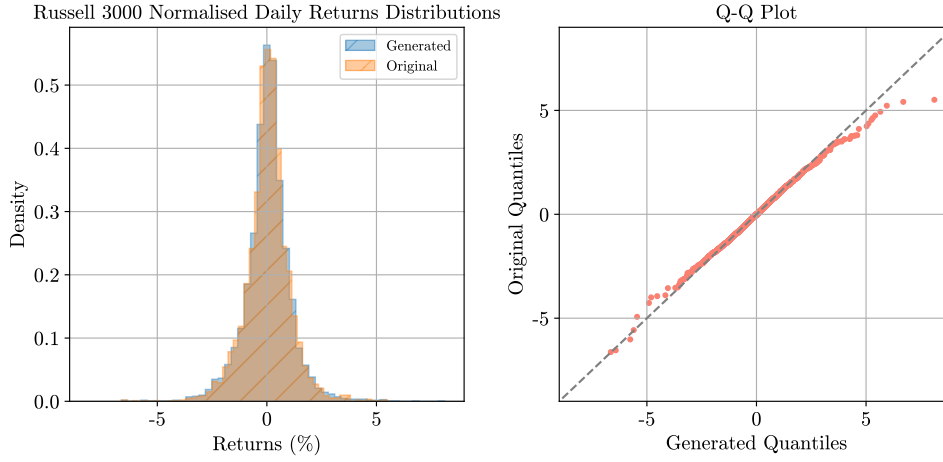 Russell 3000 Normalised Daily Returns Distributions
Generated
Original
0.5
0.4
0.3
0.2
0.1
0.0
Density
-5
0
5
Returns (%)
Q-Q Plot
5
0
-5
Original Quantiles
-5
0
5
Generated Quantiles